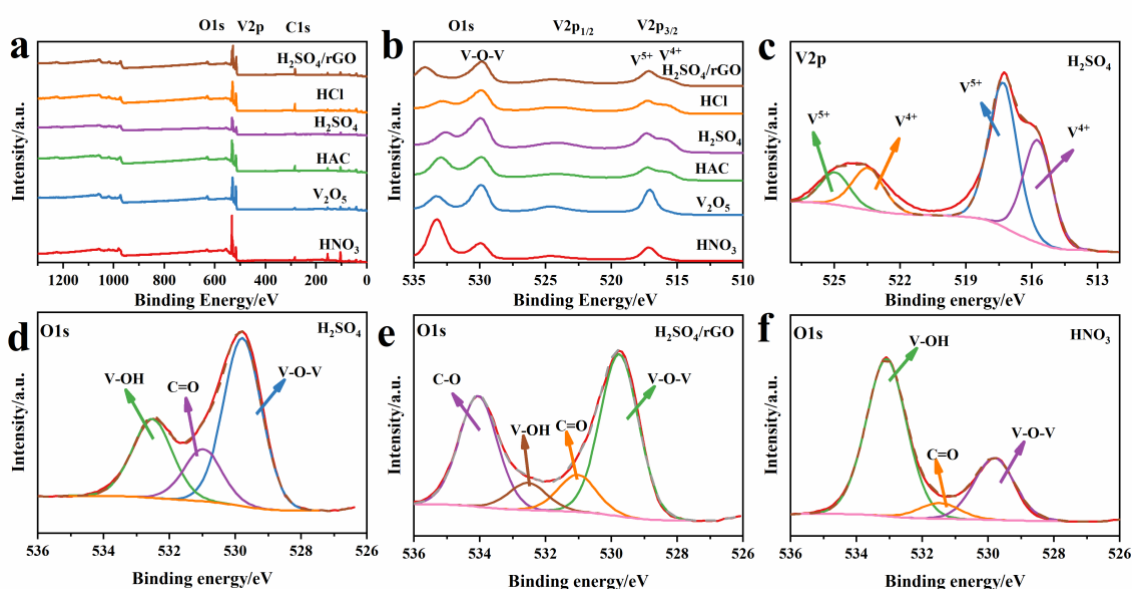 a
O1s V2p C1s
H₂SO₄/rGO
HCl
H₂SO₄
HAC
V₂O₅
HNO₃
Intensity/a.u.
1200 1000 800 600 400 200 0
Binding Energy/eV
b
O1s V2p₁/₂ V2p₃/₂
V-O-V V⁵⁺ V⁴⁺
H₂SO₄/rGO
HCl
H₂SO₄
HAC
V₂O₅
HNO₃
Intensity/a.u.
535 530 525 520 515 510
Binding Energy/eV
c
V2p
H₂SO₄
V⁵⁺
V⁵⁺ V⁴⁺
V⁴⁺
Intensity/a.u.
525 522 519 516 513
Binding energy/eV
d
O1s
H₂SO₄
V-OH
C=O
V-O-V
Intensity/a.u.
536 534 532 530 528 526
Binding energy/eV
e
O1s
H₂SO₄/rGO
C-O
V-OH
C=O
V-O-V
Intensity/a.u.
536 534 532 530 528 526
Binding energy/eV
f
O1s
HNO₃
V-OH
C=O
V-O-V
Intensity/a.u.
536 534 532 530 528 526
Binding energy/eV